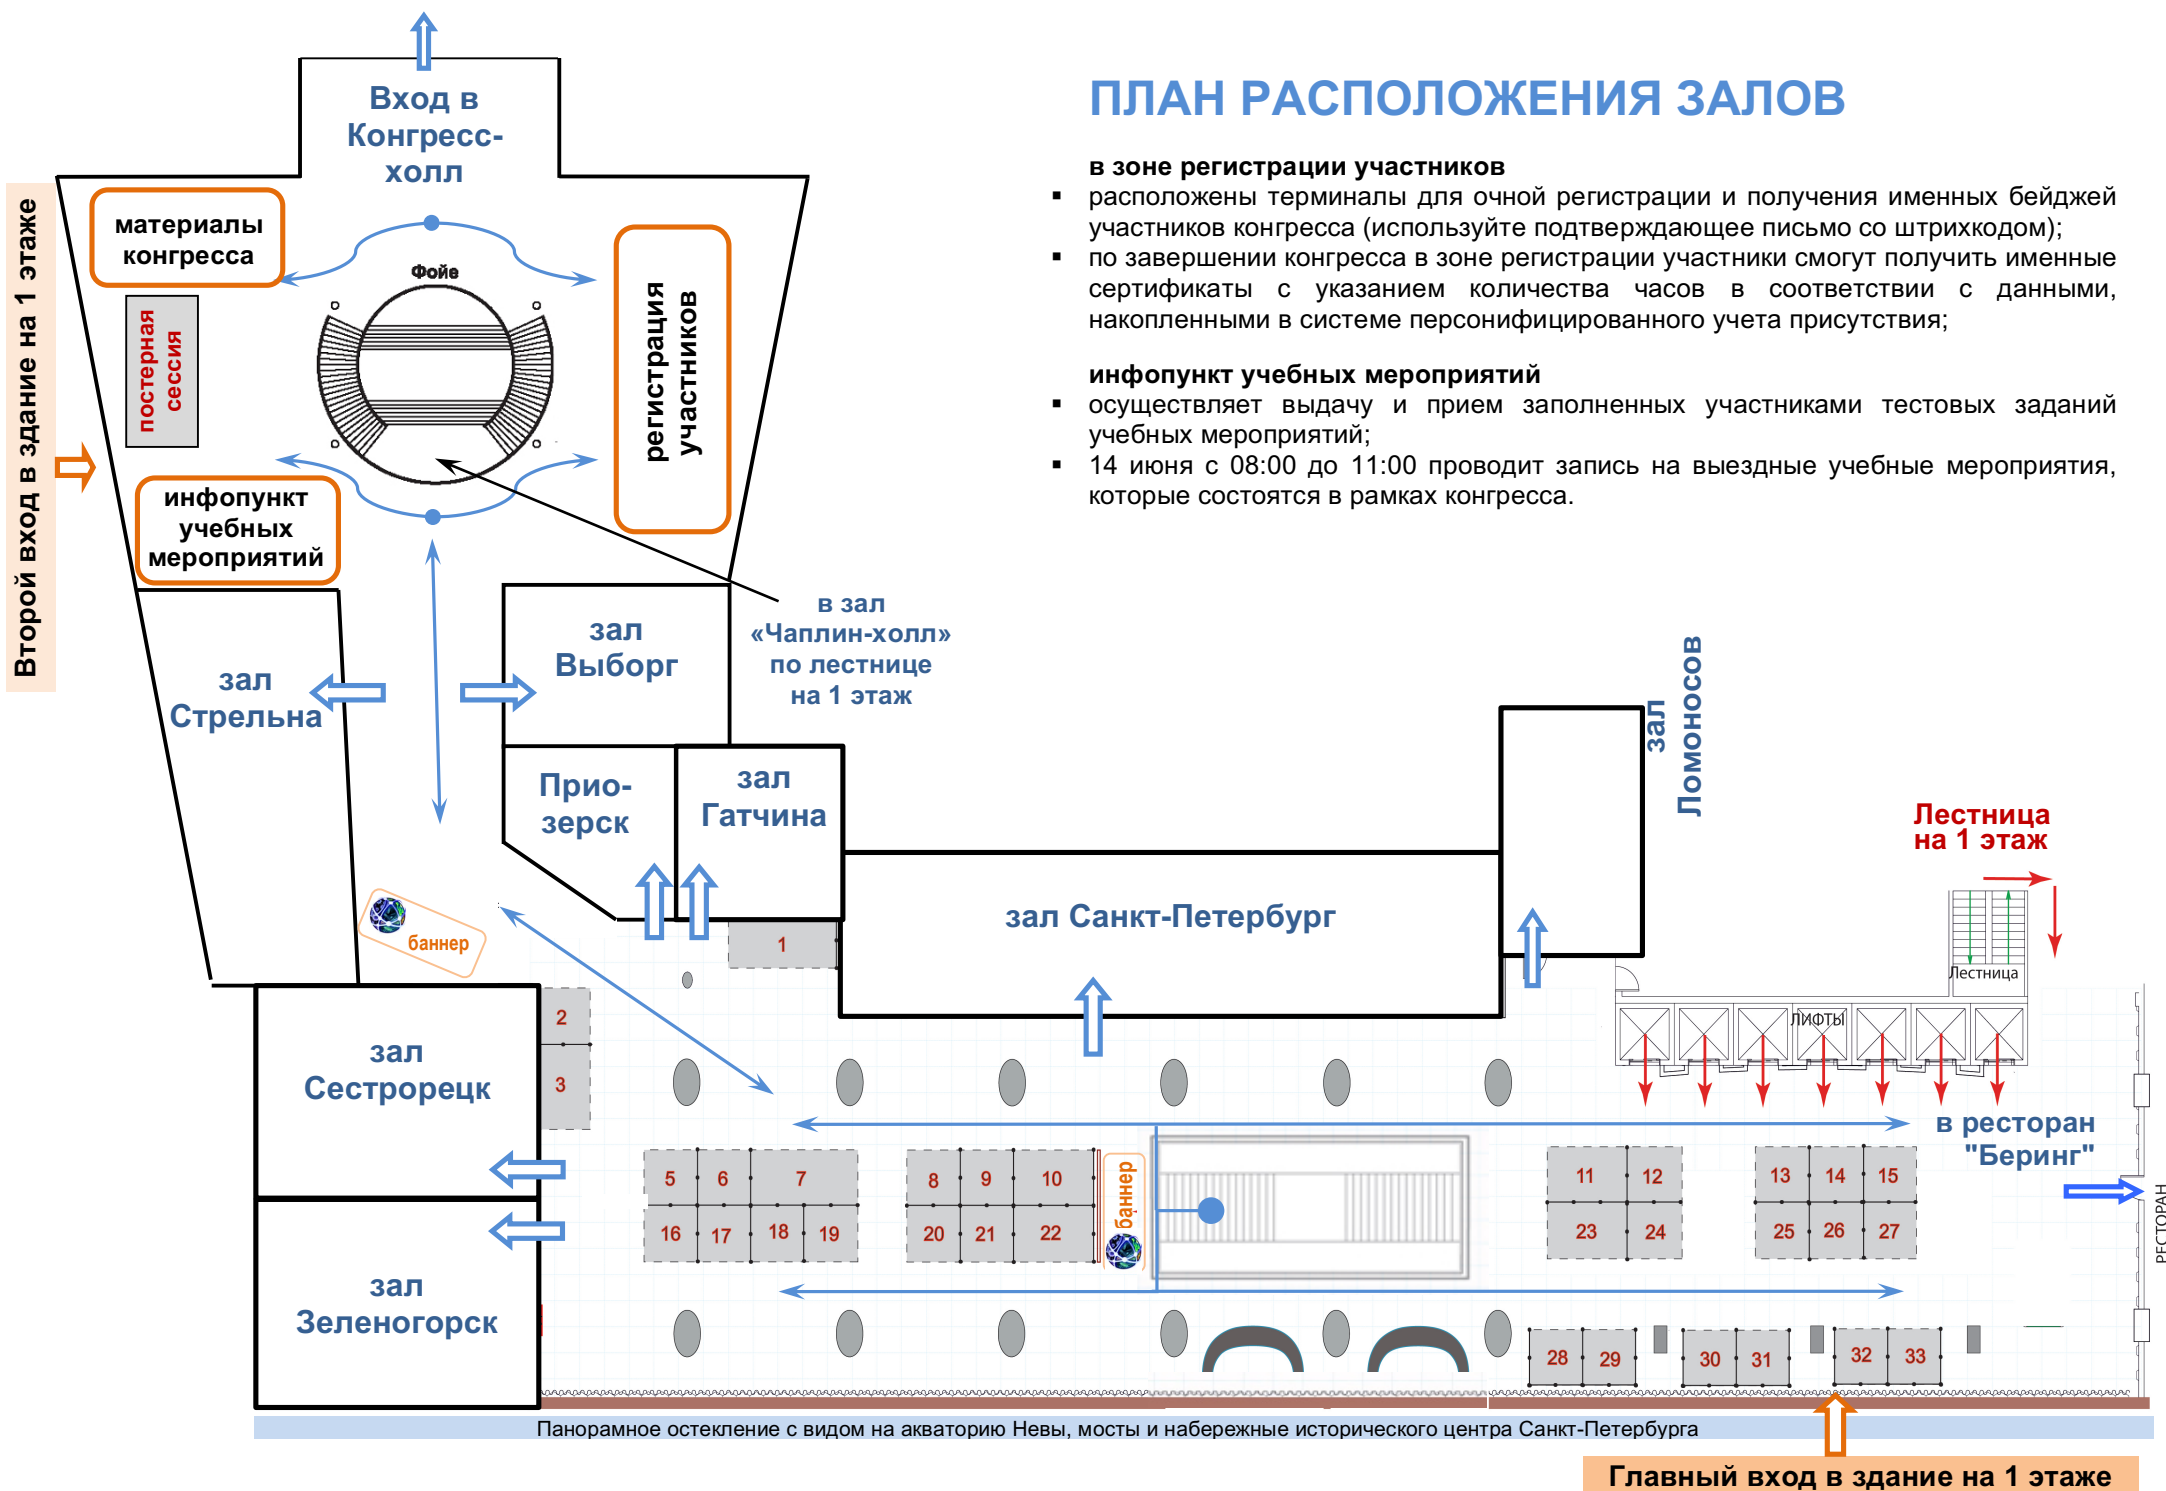 ПЛАН РАСПОЛОЖЕНИЯ ЗАЛОВ
в зоне регистрации участников
▪ расположены терминалы для очной регистрации и получения именных бейджей
участников конгресса (используйте подтверждающее письмо со штрихкодом);
▪ по завершении конгресса в зоне регистрации участники смогут получить именные
сертификаты с указанием количества часов в соответствии с данными,
накопленными в системе персонифицированного учета присутствия;
инфопункт учебных мероприятий
▪ осуществляет выдачу и прием заполненных участниками тестовых заданий
учебных мероприятий;
▪ 14 июня с 08:00 до 11:00 проводит запись на выездные учебные мероприятия,
которые состоятся в рамках конгресса.
Вход в
Конгресс-
холл
Второй вход в здание на 1 этаже
материалы
конгресса
Фойе
постерная
сессия
регистрация
участников
инфопункт
учебных
мероприятий
в зал
«Чаплин-холл»
по лестнице
на 1 этаж
зал
Стрельна
зал
Выборг
Прио-
зерск
зал
Гатчина
зал
Ломоносов
зал Санкт-Петербург
Лестница
на 1 этаж
Лестница
ЛИФТЫ
баннер
1
2
3
зал
Сестрорецк
зал
Зеленогорск
в ресторан
"Беринг"
РЕСТОРАН
5 6 7
16 17 18 19
8 9 10
20 21 22
баннер
11 12
23 24
13 14 15
25 26 27
28 29
30 31
32 33
Панорамное остекление с видом на акваторию Невы, мосты и набережные исторического центра Санкт-Петербурга
Главный вход в здание на 1 этаже